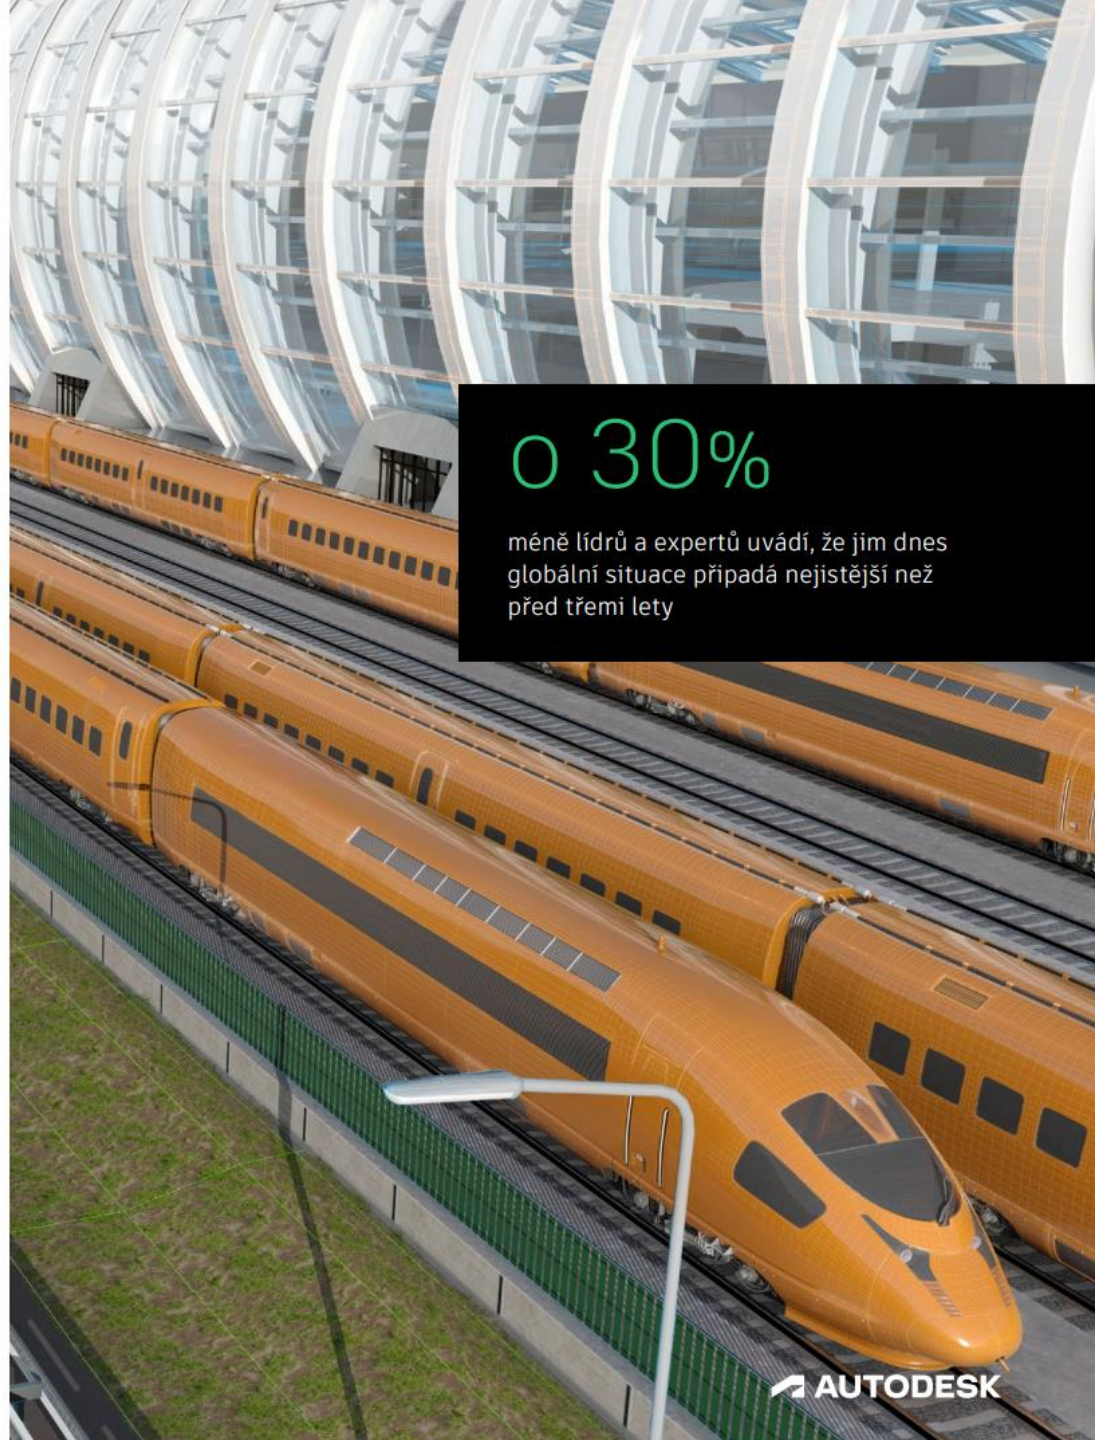 o 30%
méně lídrů a expertů uvádí, že jim dnes
globální situace připadá nejistější než
před třemi lety
AUTODESK